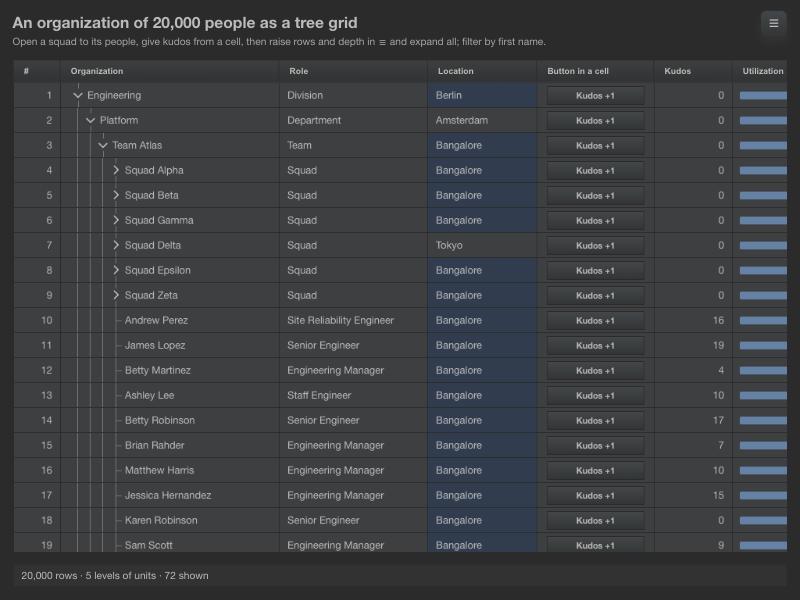 An organization of 20,000 people as a tree grid
Open a squad to its people, give kudos from a cell, then raise rows and depth in ≡ and expand all; filter by first name.
# Organization Role Location Button in a cell Kudos Utilization
1 Engineering Division Berlin Kudos +1 0
2 Platform Department Amsterdam Kudos +1 0
3 Team Atlas Team Bangalore Kudos +1 0
4 Squad Alpha Squad Bangalore Kudos +1 0
5 Squad Beta Squad Bangalore Kudos +1 0
6 Squad Gamma Squad Bangalore Kudos +1 0
7 Squad Delta Squad Tokyo Kudos +1 0
8 Squad Epsilon Squad Bangalore Kudos +1 0
9 Squad Zeta Squad Bangalore Kudos +1 0
10 Andrew Perez Site Reliability Engineer Bangalore Kudos +1 16
11 James Lopez Senior Engineer Bangalore Kudos +1 19
12 Betty Martinez Engineering Manager Bangalore Kudos +1 4
13 Ashley Lee Staff Engineer Bangalore Kudos +1 10
14 Betty Robinson Senior Engineer Bangalore Kudos +1 17
15 Brian Rahder Engineering Manager Bangalore Kudos +1 7
16 Matthew Harris Engineering Manager Bangalore Kudos +1 10
17 Jessica Hernandez Engineering Manager Bangalore Kudos +1 15
18 Karen Robinson Senior Engineer Bangalore Kudos +1 0
19 Sam Scott Engineering Manager Bangalore Kudos +1 9
20,000 rows · 5 levels of units · 72 shown